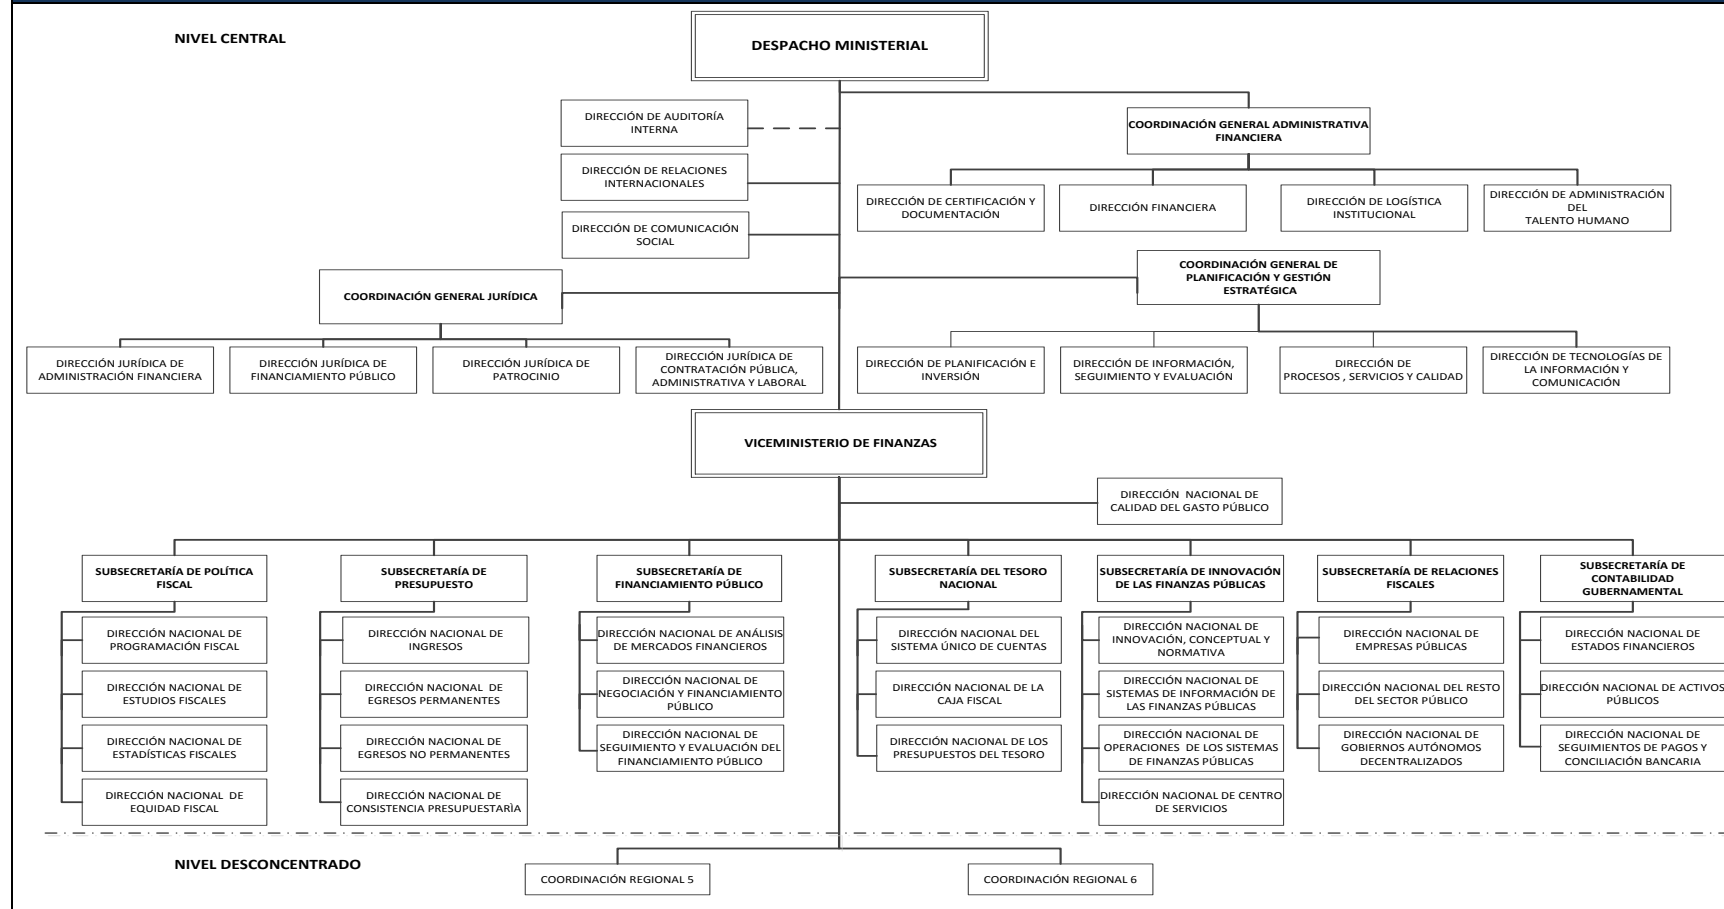 NIVEL CENTRAL
DESPACHO MINISTERIAL
DIRECCIÓN DE AUDITORÍA
INTERNA
COORDINACIÓN GENERAL ADMINISTRATIVA
FINANCIERA
DIRECCIÓN DE RELACIONES
INTERNACIONALES
DIRECCIÓN DE CERTIFICACIÓN Y
DOCUMENTACIÓN
DIRECCIÓN FINANCIERA
DIRECCIÓN DE LOGÍSTICA
INSTITUCIONAL
DIRECCIÓN DE ADMINISTRACIÓN
DEL
TALENTO HUMANO
DIRECCIÓN DE COMUNICACIÓN
SOCIAL
COORDINACIÓN GENERAL JURÍDICA
COORDINACIÓN GENERAL DE
PLANIFICACIÓN Y GESTIÓN
ESTRATÉGICA
DIRECCIÓN JURÍDICA DE
ADMINISTRACIÓN FINANCIERA
DIRECCIÓN JURÍDICA DE
FINANCIAMIENTO PÚBLICO
DIRECCIÓN JURÍDICA DE
PATROCINIO
DIRECCIÓN JURÍDICA DE
CONTRATACIÓN PÚBLICA,
ADMINISTRATIVA Y LABORAL
DIRECCIÓN DE PLANIFICACIÓN E
INVERSIÓN
DIRECCIÓN DE INFORMACIÓN,
SEGUIMIENTO Y EVALUACIÓN
DIRECCIÓN DE
PROCESOS , SERVICIOS Y CALIDAD
DIRECCIÓN DE TECNOLOGÍAS DE
LA INFORMACIÓN Y
COMUNICACIÓN
VICEMINISTERIO DE FINANZAS
DIRECCIÓN NACIONAL DE
CALIDAD DEL GASTO PÚBLICO
SUBSECRETARÍA DE POLÍTICA
FISCAL
SUBSECRETARÍA DE
PRESUPUESTO
SUBSECRETARÍA DE
FINANCIAMIENTO PÚBLICO
SUBSECRETARÍA DEL TESORO
NACIONAL
SUBSECRETARÍA DE INNOVACIÓN
DE LAS FINANZAS PÚBLICAS
SUBSECRETARÍA DE RELACIONES
FISCALES
SUBSECRETARÍA DE
CONTABILIDAD
GUBERNAMENTAL
DIRECCIÓN NACIONAL DE
PROGRAMACIÓN FISCAL
DIRECCIÓN NACIONAL DE
INGRESOS
DIRECCIÓN NACIONAL DE ANÁLISIS
DE MERCADOS FINANCIEROS
DIRECCIÓN NACIONAL DEL
SISTEMA ÚNICO DE CUENTAS
DIRECCIÓN NACIONAL DE
INNOVACIÓN, CONCEPTUAL Y
NORMATIVA
DIRECCIÓN NACIONAL DE
EMPRESAS PÚBLICAS
DIRECCIÓN NACIONAL DE
ESTADOS FINANCIEROS
DIRECCIÓN NACIONAL DE
ESTUDIOS FISCALES
DIRECCIÓN NACIONAL DE
EGRESOS PERMANENTES
DIRECCIÓN NACIONAL DE
NEGOCIACIÓN Y FINANCIAMIENTO
PÚBLICO
DIRECCIÓN NACIONAL DE LA
CAJA FISCAL
DIRECCIÓN NACIONAL DE
SISTEMAS DE INFORMACIÓN DE
LAS FINANZAS PÚBLICAS
DIRECCIÓN NACIONAL DEL RESTO
DEL SECTOR PÚBLICO
DIRECCIÓN NACIONAL DE ACTIVOS
PÚBLICOS
DIRECCIÓN NACIONAL DE
ESTADÍSTICAS FISCALES
DIRECCIÓN NACIONAL DE
EGRESOS NO PERMANENTES
DIRECCIÓN NACIONAL DE
SEGUIMIENTO Y EVALUACIÓN DEL
FINANCIAMIENTO PÚBLICO
DIRECCIÓN NACIONAL DE LOS
PRESUPUESTOS DEL TESORO
DIRECCIÓN NACIONAL DE
OPERACIONES DE LOS SISTEMAS
DE FINANZAS PÚBLICAS
DIRECCIÓN NACIONAL DE
GOBIERNOS AUTÓNOMOS
DECENTRALIZADOS
DIRECCIÓN NACIONAL DE
SEGUIMIENTOS DE PAGOS Y
CONCILIACIÓN BANCARIA
DIRECCIÓN NACIONAL DE
EQUIDAD FISCAL
DIRECCIÓN NACIONAL DE
CONSISTENCIA PRESUPUESTARÌA
DIRECCIÓN NACIONAL DE CENTRO
DE SERVICIOS
NIVEL DESCONCENTRADO
COORDINACIÓN REGIONAL 5
COORDINACIÓN REGIONAL 6